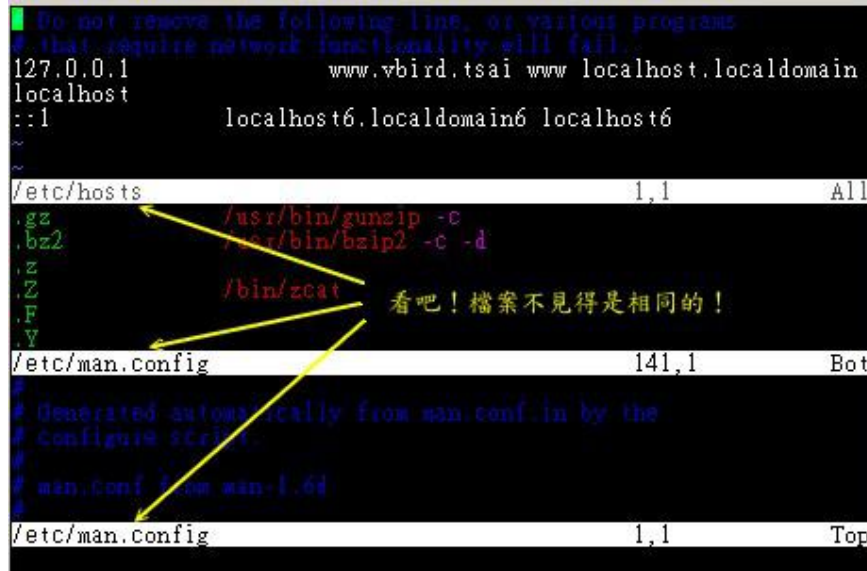 # Do not remove the following line, or various programs
# that require network functionality will fail.
127.0.0.1 www.vbird.tsai www localhost.localdomain
localhost
::1 localhost6.localdomain6 localhost6
~
~
/etc/hosts 1,1 All
.gz /usr/bin/gunzip -c
.bz2 /usr/bin/bzip2 -c -d
.z
.Z /bin/zcat
.F
.Y
看吧！檔案不見得是相同的！
/etc/man.config 141,1 Bot
#
# Generated automatically from man.conf.in by the
# configure script.
#
# man.conf from man-1.6d
#
/etc/man.config 1,1 Top